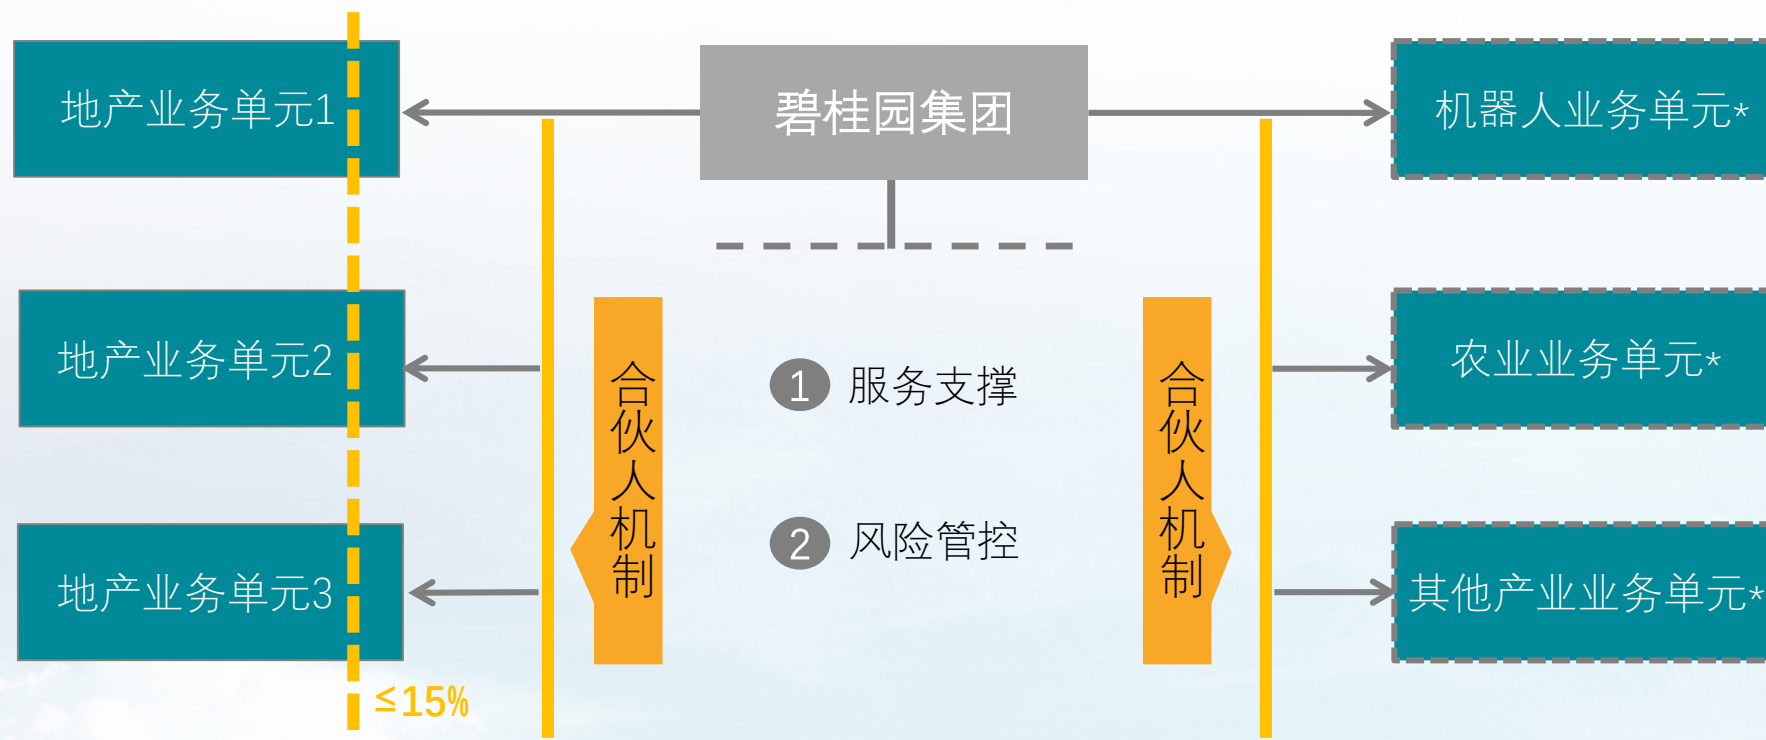 碧桂园集团
地产业务单元1
地产业务单元2
地产业务单元3
≤15%
合伙人机制
1 服务支撑
2 风险管控
合伙人机制
机器人业务单元*
农业业务单元*
其他产业业务单元*